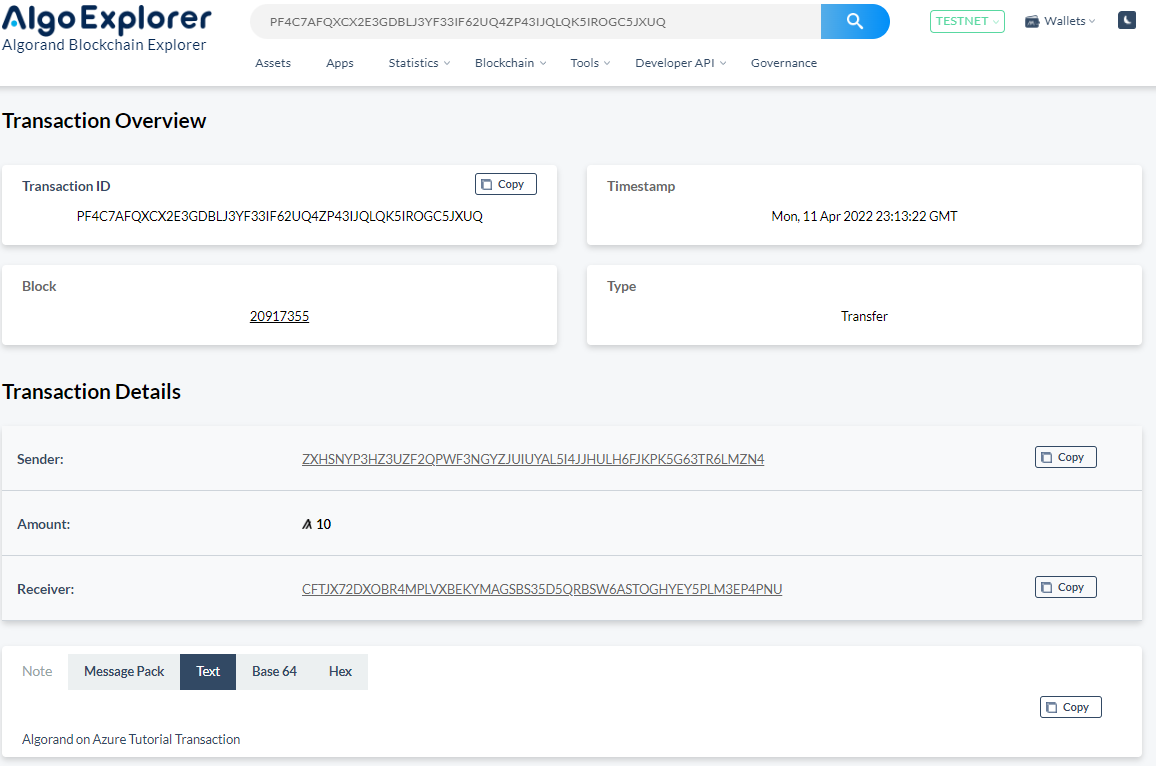 AlgoExplorer
Algorand Blockchain Explorer
PF4C7AFQXCX2E3GDBLJ3YF33IF62UQ4ZP43IJQLQK5IROGC5JXUQ
TESTNET
Wallets
Assets Apps Statistics Blockchain Tools Developer API Governance
Transaction Overview
Transaction ID
Copy
PF4C7AFQXCX2E3GDBLJ3YF33IF62UQ4ZP43IJQLQK5IROGC5JXUQ
Timestamp
Mon, 11 Apr 2022 23:13:22 GMT
Block
20917355
Type
Transfer
Transaction Details
Sender: ZXHSNYP3HZ3UZF2QPWF3NGYZJUIUYAL5I4JJHULH6FJKPK5G63TR6LMZN4 Copy
Amount: 10
Receiver: CFTJX72DXOBR4MPLVXBEKYMAGSBS35D5QRBSW6ASTOGHYEY5PLM3EP4PNU Copy
Note Message Pack Text Base 64 Hex
Copy
Algorand on Azure Tutorial Transaction